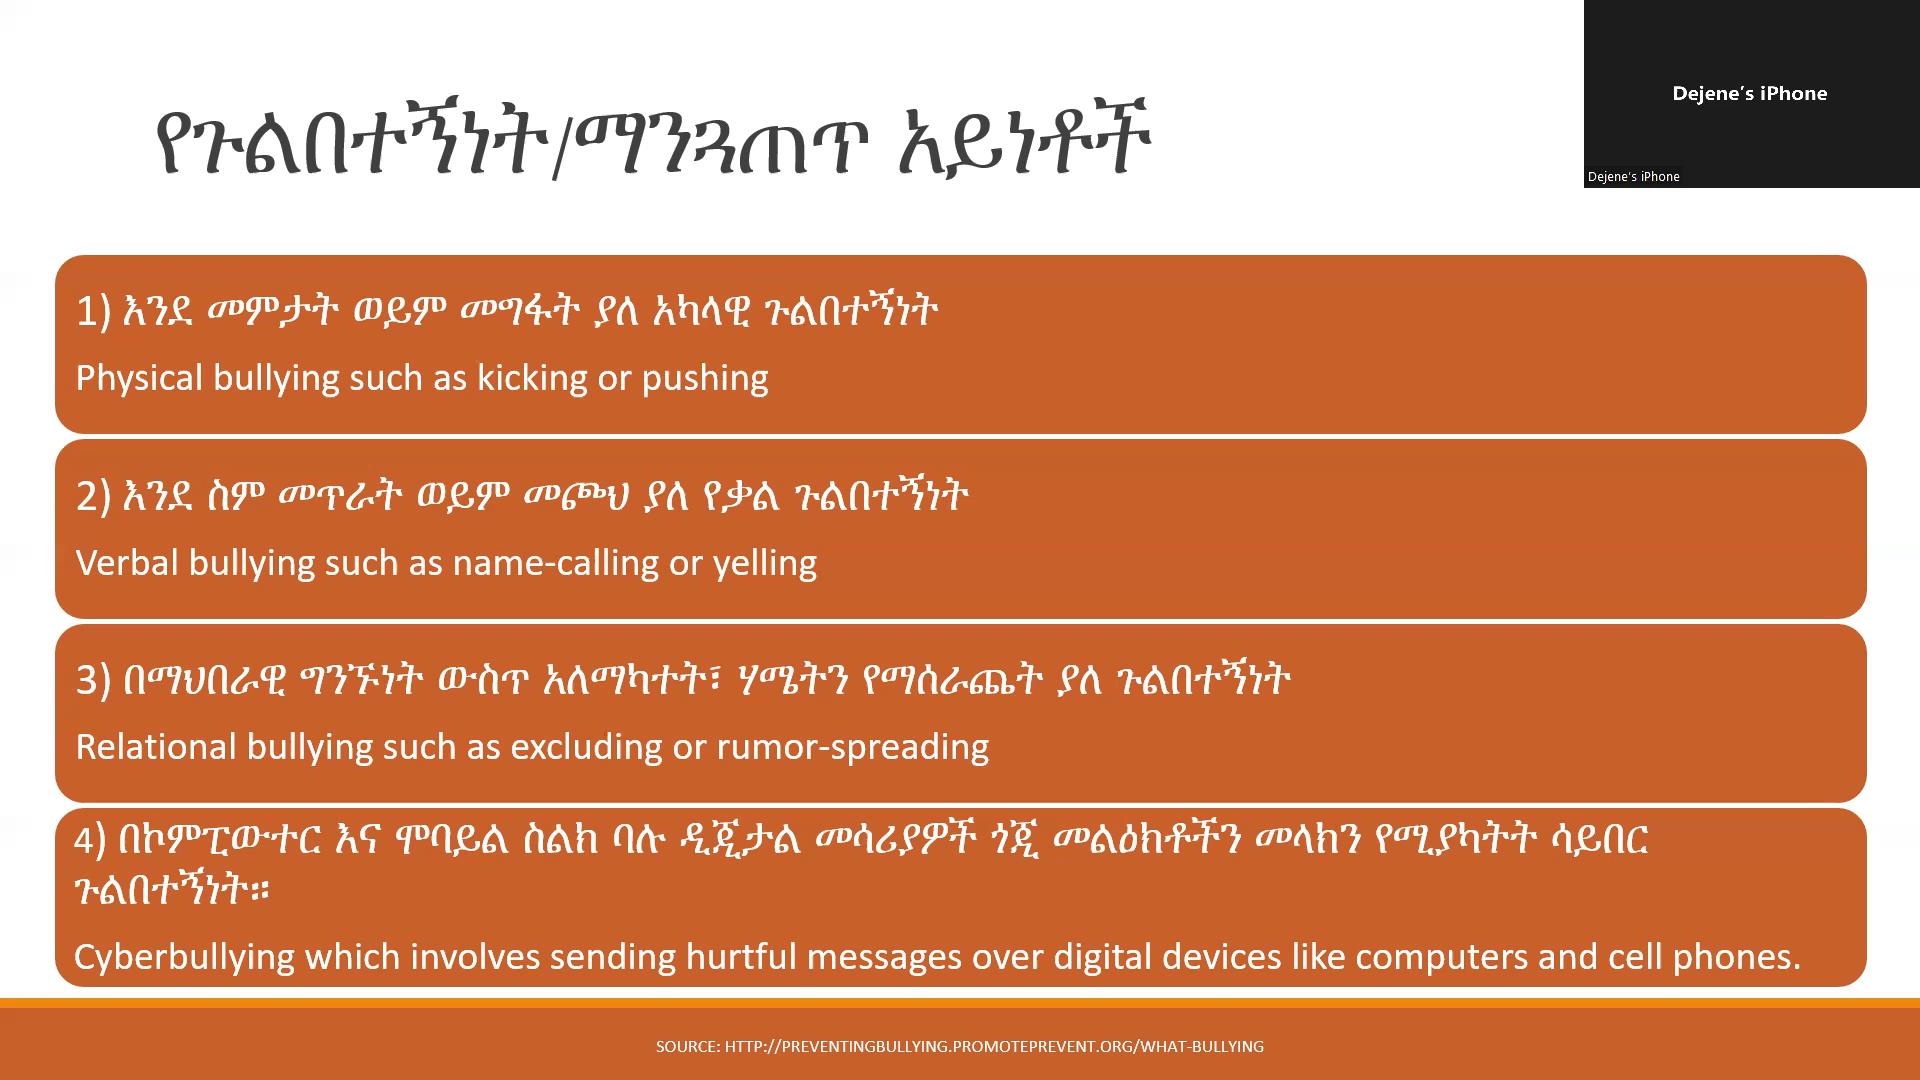 የጉልበተኝነት/ማንጓጠጥ አይነቶች
Dejene's iPhone
Dejene's iPhone
1) እንደ መምታት ወይም መግፋት ያለ አካላዊ ጉልበተኝነት
Physical bullying such as kicking or pushing
2) እንደ ስም መጥራት ወይም መጮህ ያለ የቃል ጉልበተኝነት
Verbal bullying such as name-calling or yelling
3) በማህበራዊ ግንኙነት ውስጥ አለማካተት፣ ሃሜትን የማሰራጨት ያለ ጉልበተኝነት
Relational bullying such as excluding or rumor-spreading
4) በኮምፒውተር እና ሞባይል ስልክ ባሉ ዲጂታል መሳሪያዎች ጎጂ መልዕክቶችን መላክን የሚያካትት ሳይበር
ጉልበተኝነት።
Cyberbullying which involves sending hurtful messages over digital devices like computers and cell phones.
SOURCE: HTTP://PREVENTINGBULLYING.PROMOTEPREVENT.ORG/WHAT-BULLYING